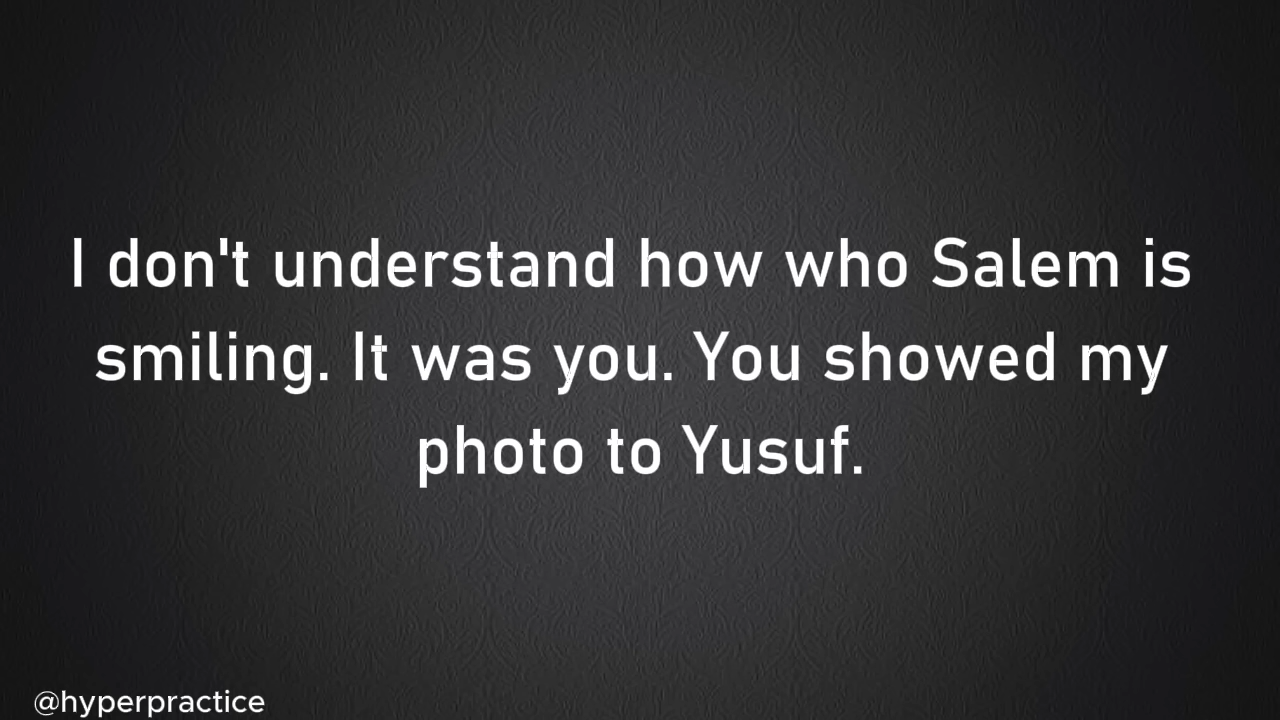 I don't understand how who Salem is
smiling. It was you. You showed my
photo to Yusuf.
@hyperpractice